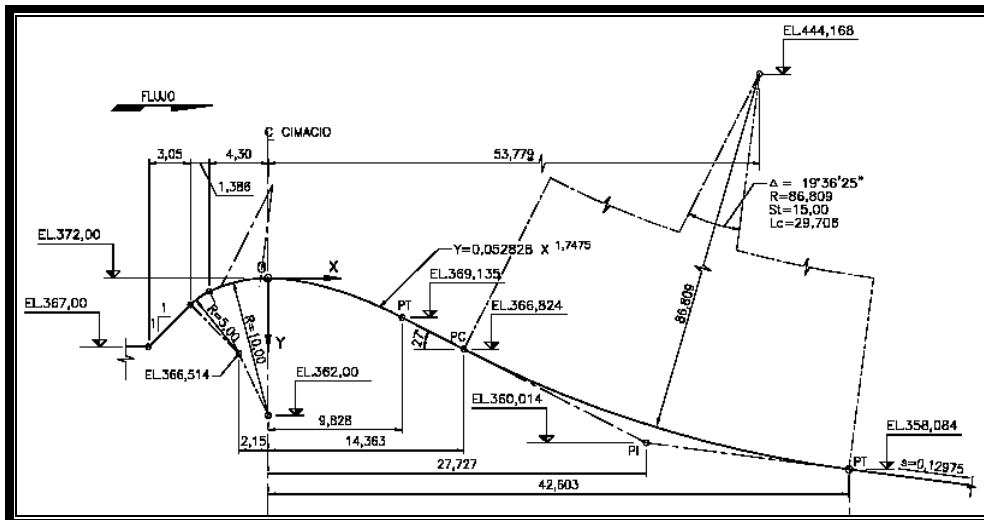 EL.444,168
FLUJO
C CIMACIO
3,05
4,30
53,779
1,386
Δ = 19°36'25"
R=86,809
St=15,00
Lc=29,706
EL.372,00
0
X
Y=0,052828 X 1,7475
EL.369,135
PT
EL.367,00
1
1
EL.366,824
PC
R=5,00
R=10,00
Y
27°
86,809
EL.366,514
EL.362,00
EL.360,014
9,828
EL.358,084
2,15
14,363
PI
PT
s=0,12975
27,727
42,603